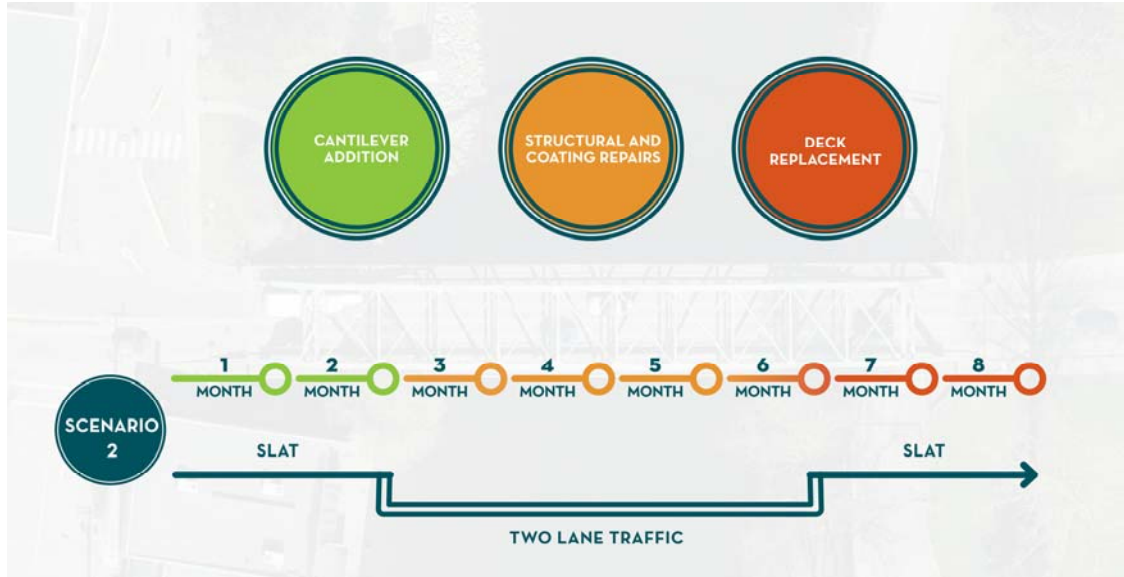 CANTILEVER
ADDITION
STRUCTURAL AND
COATING REPAIRS
DECK
REPLACEMENT
SCENARIO
2
1
MONTH
2
MONTH
3
MONTH
4
MONTH
5
MONTH
6
MONTH
7
MONTH
8
MONTH
SLAT
SLAT
TWO LANE TRAFFIC